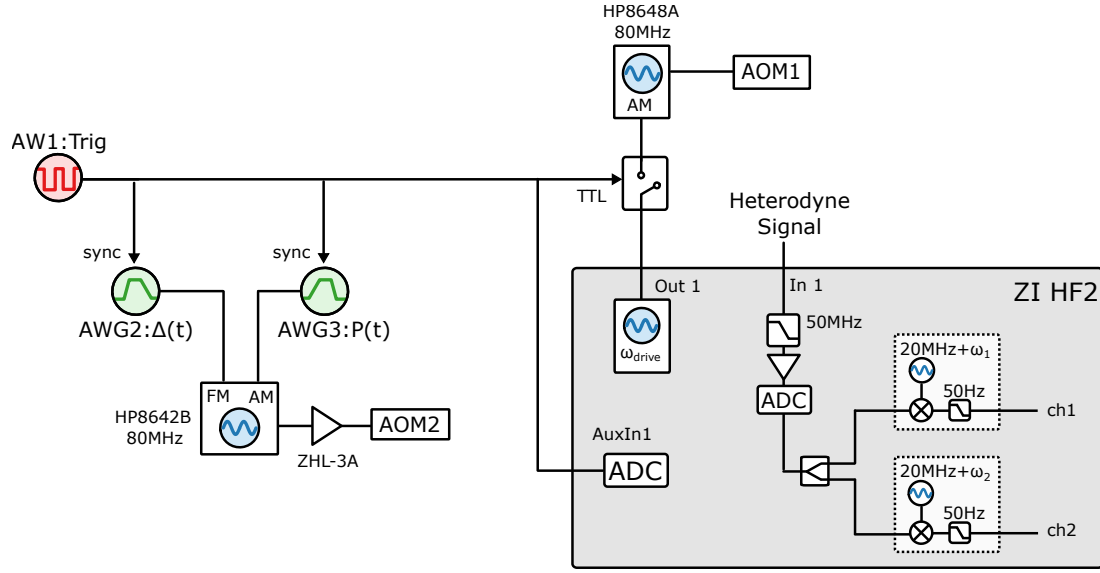 HP8648A
80MHz
AM
AOM1
AW1:Trig
TTL
sync
sync
AWG2:Δ(t)
AWG3:P(t)
Heterodyne
Signal
Out 1
In 1
ZI HF2
50MHz
ω_drive
ADC
FM
AM
HP8642B
80MHz
ZHL-3A
AOM2
AuxIn1
ADC
20MHz+ω₁
50Hz
ch1
20MHz+ω₂
50Hz
ch2